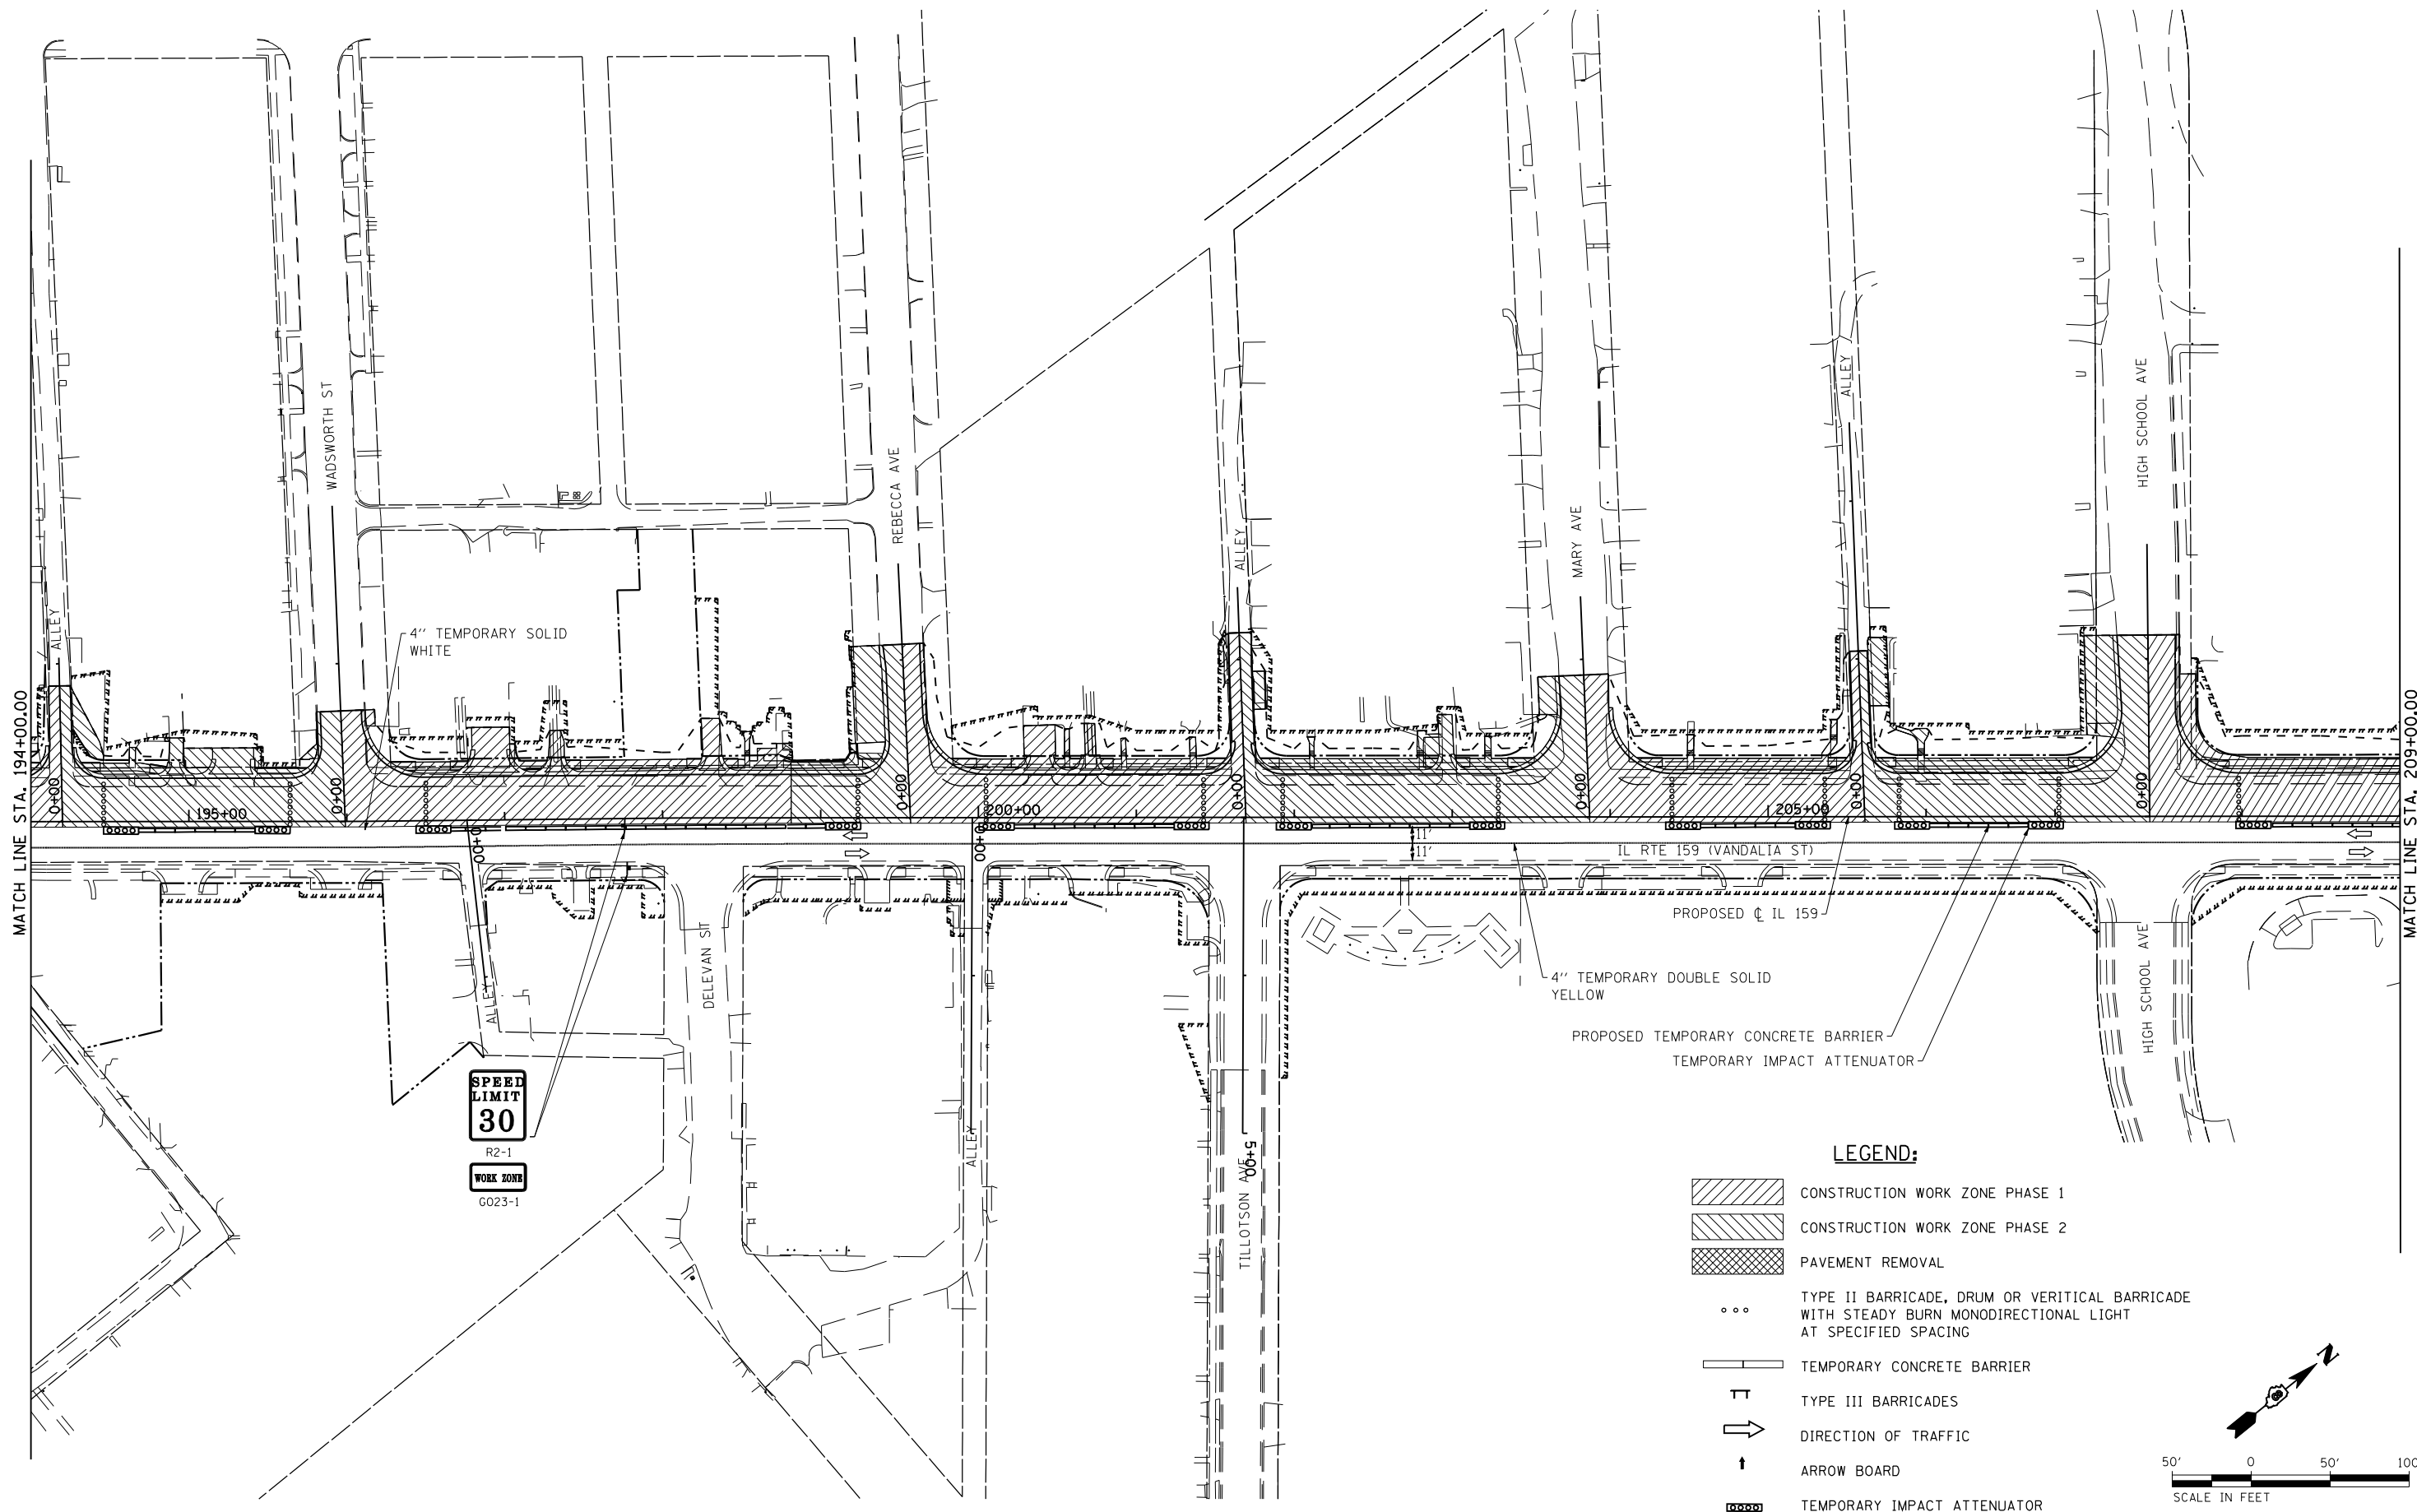 MATCH LINE STA. 194+00.00
ALLEY
WADSWORTH ST
REBECCA AVE
ALLEY
MARY AVE
ALLEY
HIGH SCHOOL AVE
4'' TEMPORARY SOLID
WHITE
0+00
195+00
0+00
0+00
0+00
200+00
0+00
0+00
0+00
205+00
0+00
0+00
11'
11'
IL RTE 159 (VANDALIA ST)
PROPOSED ℄ IL 159
4'' TEMPORARY DOUBLE SOLID
YELLOW
PROPOSED TEMPORARY CONCRETE BARRIER
TEMPORARY IMPACT ATTENUATOR
ALLEY
DELEVAN ST
ALLEY
TILLOTSON AVE
5+00
HIGH SCHOOL AVE
MATCH LINE STA. 209+00.00
SPEED
LIMIT
30
R2-1
WORK ZONE
G023-1
LEGEND:
CONSTRUCTION WORK ZONE PHASE 1
CONSTRUCTION WORK ZONE PHASE 2
PAVEMENT REMOVAL
TYPE II BARRICADE, DRUM OR VERITICAL BARRICADE
WITH STEADY BURN MONODIRECTIONAL LIGHT
AT SPECIFIED SPACING
TEMPORARY CONCRETE BARRIER
TYPE III BARRICADES
DIRECTION OF TRAFFIC
ARROW BOARD
TEMPORARY IMPACT ATTENUATOR
N
50' 0 50' 100
SCALE IN FEET